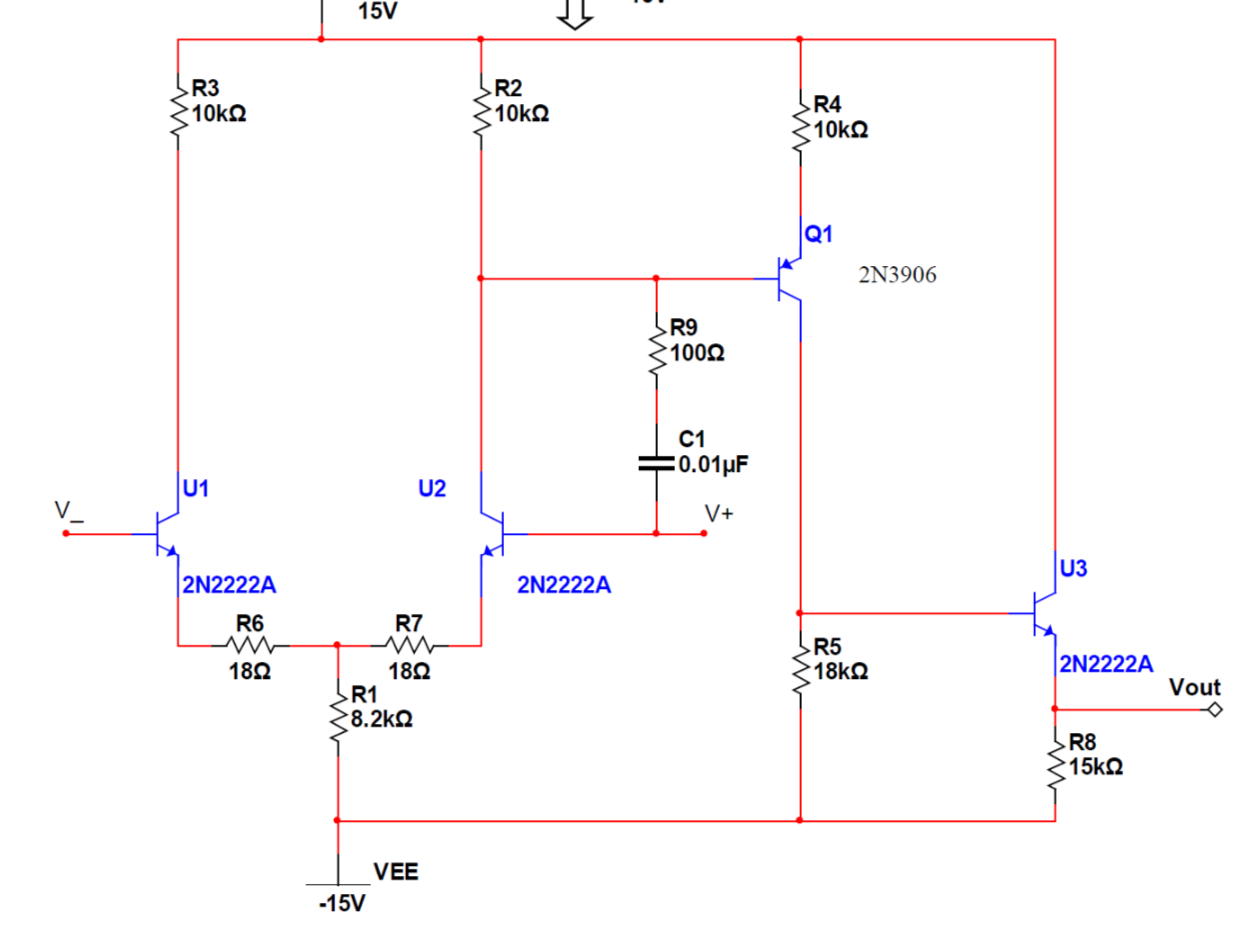 15V
R3
10kΩ
R2
10kΩ
R4
10kΩ
Q1
2N3906
R9
100Ω
C1
0.01µF
U1
U2
V_
V+
2N2222A
2N2222A
U3
2N2222A
R6
18Ω
R7
18Ω
R1
8.2kΩ
R5
18kΩ
Vout
R8
15kΩ
VEE
-15V